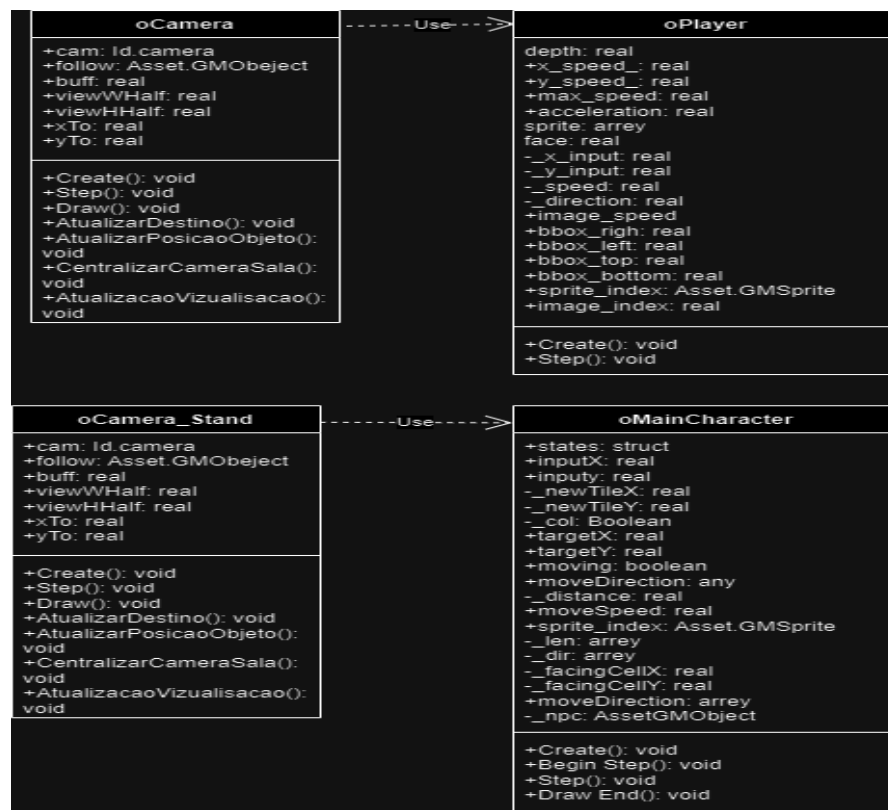 oCamera
+cam: Id.camera
+follow: Asset.GMObeject
+buff: real
+viewWHalf: real
+viewHHalf: real
+xTo: real
+yTo: real
+Create(): void
+Step(): void
+Draw(): void
+AtualizarDestino(): void
+AtualizarPosicaoObjeto():
void
+CentralizarCameraSala():
void
+AtualizacaoVizualisacao():
void
Use
oPlayer
depth: real
+x_speed_: real
+y_speed_: real
+max_speed: real
+acceleration: real
sprite: arrey
face: real
-_x_input: real
-_y_input: real
-_speed: real
-_direction: real
+image_speed
+bbox_righ: real
+bbox_left: real
+bbox_top: real
+bbox_bottom: real
+sprite_index: Asset.GMSprite
+image_index: real
+Create(): void
+Step(): void
oCamera_Stand
+cam: Id.camera
+follow: Asset.GMObeject
+buff: real
+viewWHalf: real
+viewHHalf: real
+xTo: real
+yTo: real
+Create(): void
+Step(): void
+Draw(): void
+AtualizarDestino(): void
+AtualizarPosicaoObjeto():
void
+CentralizarCameraSala():
void
+AtualizacaoVizualisacao():
void
Use
oMainCharacter
+states: struct
+inputX: real
+inputy: real
-_newTileX: real
-_newTileY: real
-_col: Boolean
+targetX: real
+targetY: real
+moving: boolean
+moveDirection: any
-_distance: real
+moveSpeed: real
+sprite_index: Asset.GMSprite
-_len: arrey
-_dir: arrey
-_facingCellX: real
-_facingCellY: real
+moveDirection: arrey
-_npc: AssetGMObject
+Create(): void
+Begin Step(): void
+Step(): void
+Draw End(): void